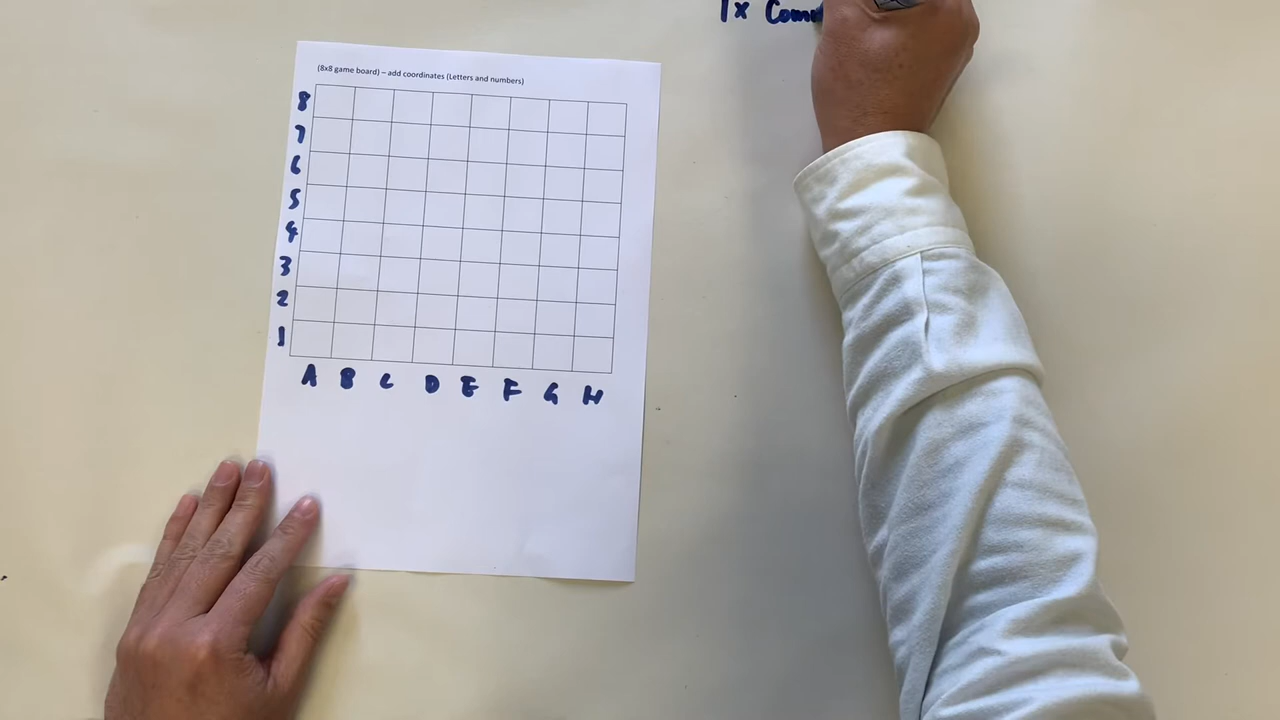 1x
(8x8 game board) – add coordinates (Letters and numbers)
8
7
6
5
4
3
2
1
A B C D E F G H